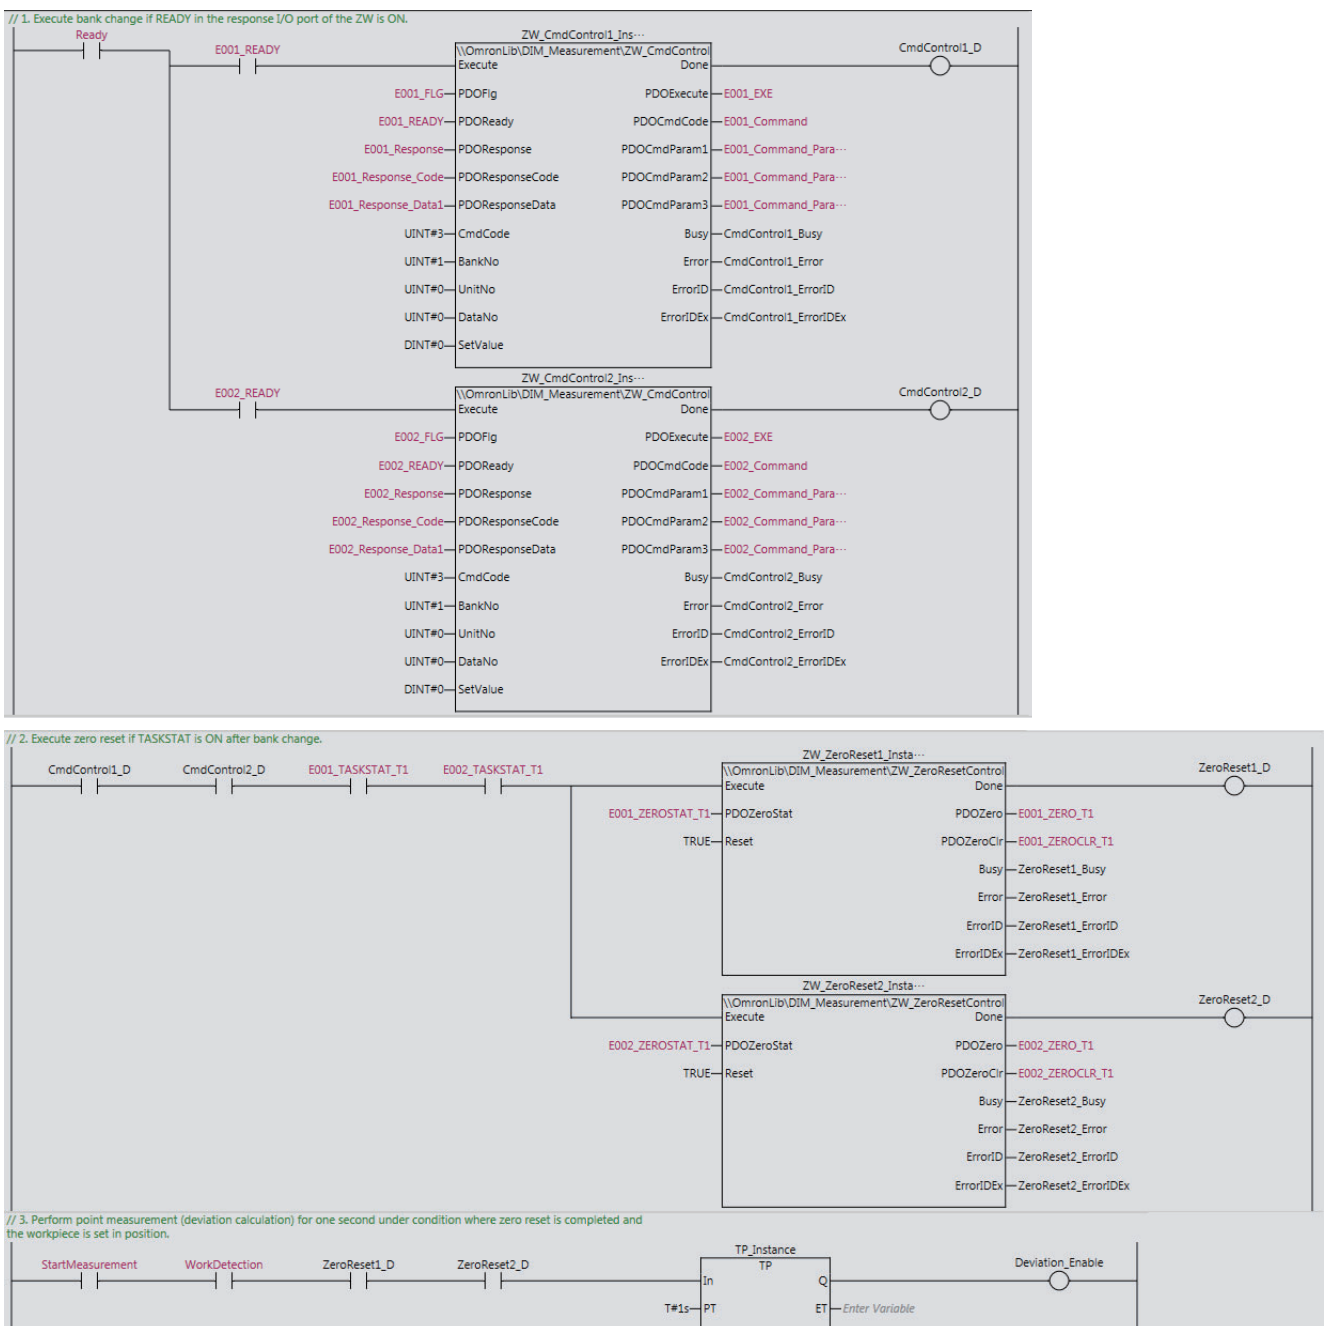 // 1. Execute bank change if READY in the response I/O port of the ZW is ON.
Ready
E001_READY
ZW_CmdControl1_Ins···
\\OmronLib\DIM_Measurement\ZW_CmdControl
CmdControl1_D
Execute Done
E001_FLG PDOFlg PDOExecute E001_EXE
E001_READY PDOReady PDOCmdCode E001_Command
E001_Response PDOResponse PDOCmdParam1 E001_Command_Para···
E001_Response_Code PDOResponseCode PDOCmdParam2 E001_Command_Para···
E001_Response_Data1 PDOResponseData PDOCmdParam3 E001_Command_Para···
UINT#3 CmdCode Busy CmdControl1_Busy
UINT#1 BankNo Error CmdControl1_Error
UINT#0 UnitNo ErrorID CmdControl1_ErrorID
UINT#0 DataNo ErrorIDEx CmdControl1_ErrorIDEx
DINT#0 SetValue
ZW_CmdControl2_Ins···
E002_READY
\\OmronLib\DIM_Measurement\ZW_CmdControl
CmdControl2_D
Execute Done
E002_FLG PDOFlg PDOExecute E002_EXE
E002_READY PDOReady PDOCmdCode E002_Command
E002_Response PDOResponse PDOCmdParam1 E002_Command_Para···
E002_Response_Code PDOResponseCode PDOCmdParam2 E002_Command_Para···
E002_Response_Data1 PDOResponseData PDOCmdParam3 E002_Command_Para···
UINT#3 CmdCode Busy CmdControl2_Busy
UINT#1 BankNo Error CmdControl2_Error
UINT#0 UnitNo ErrorID CmdControl2_ErrorID
UINT#0 DataNo ErrorIDEx CmdControl2_ErrorIDEx
DINT#0 SetValue
// 2. Execute zero reset if TASKSTAT is ON after bank change.
ZW_ZeroReset1_Insta···
CmdControl1_D CmdControl2_D E001_TASKSTAT_T1 E002_TASKSTAT_T1 \\OmronLib\DIM_Measurement\ZW_ZeroResetControl ZeroReset1_D
Execute Done
E001_ZEROSTAT_T1 PDOZeroStat PDOZero E001_ZERO_T1
TRUE Reset PDOZeroClr E001_ZEROCLR_T1
Busy ZeroReset1_Busy
Error ZeroReset1_Error
ErrorID ZeroReset1_ErrorID
ErrorIDEx ZeroReset1_ErrorIDEx
ZW_ZeroReset2_Insta···
\\OmronLib\DIM_Measurement\ZW_ZeroResetControl ZeroReset2_D
Execute Done
E002_ZEROSTAT_T1 PDOZeroStat PDOZero E002_ZERO_T1
TRUE Reset PDOZeroClr E002_ZEROCLR_T1
Busy ZeroReset2_Busy
Error ZeroReset2_Error
ErrorID ZeroReset2_ErrorID
ErrorIDEx ZeroReset2_ErrorIDEx
// 3. Perform point measurement (deviation calculation) for one second under condition where zero reset is completed and
the workpiece is set in position.
TP_Instance
StartMeasurement WorkDetection ZeroReset1_D ZeroReset2_D TP Deviation_Enable
In Q
T#1s PT ET Enter Variable